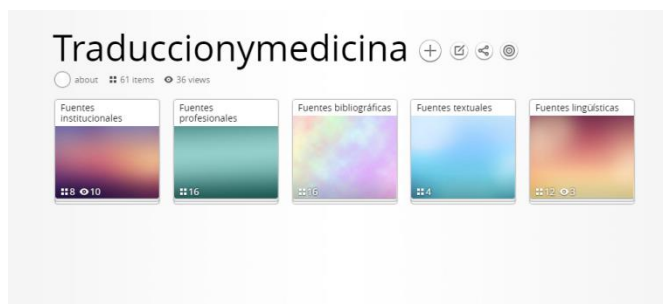 Traduccionymedicina
about 61 items 36 views
Fuentes institucionales
Fuentes profesionales
Fuentes bibliográficas
Fuentes textuales
Fuentes lingüísticas
8 10
16
16
4
12 3